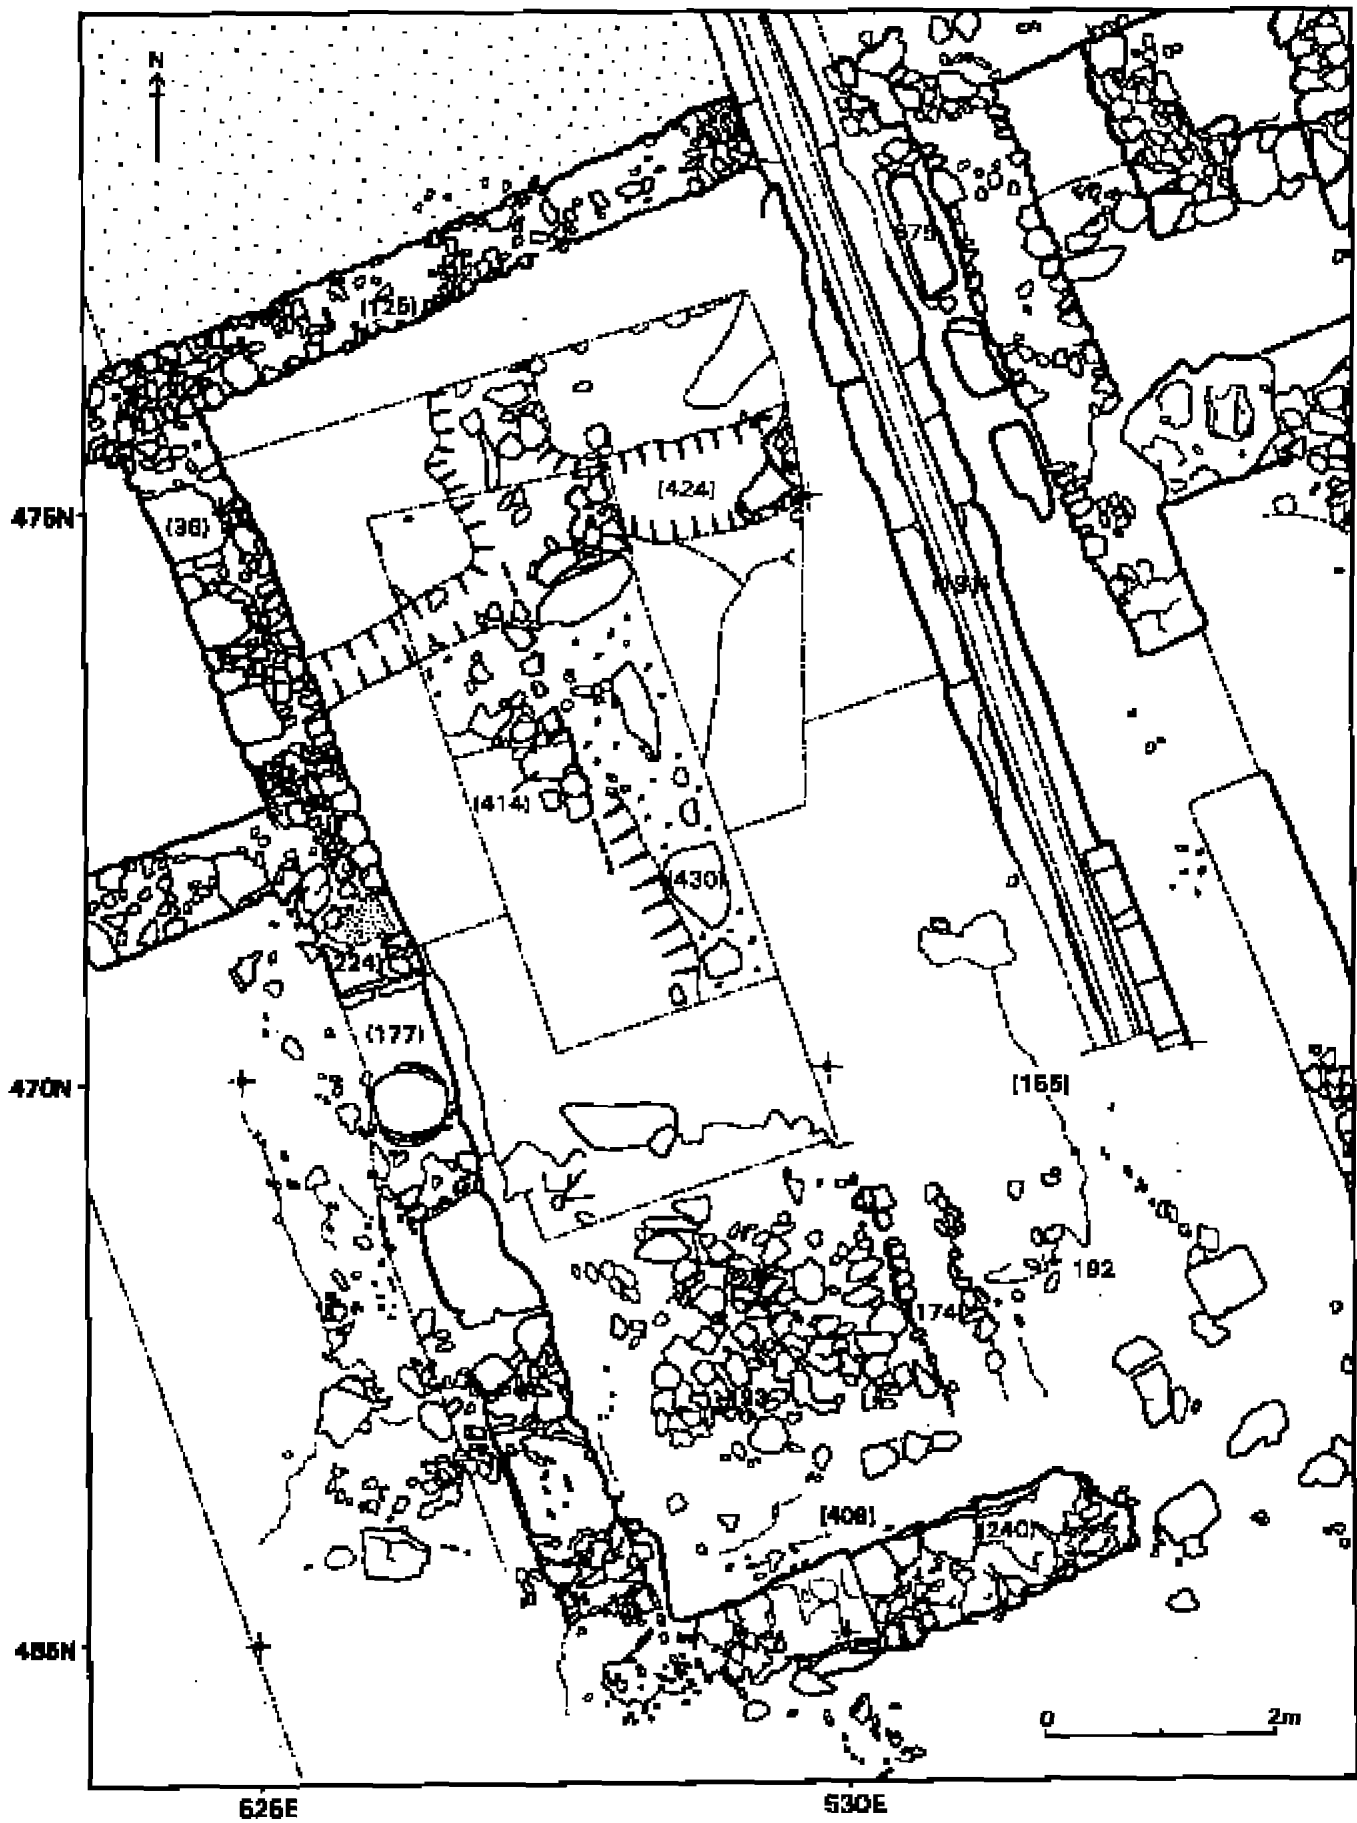 N
(125)
475N
(36)
[424]
(414)
(430)
224)
(177)
470N
(165)
192
174
193
(408)
(240)
465N
0 2m
525E
530E